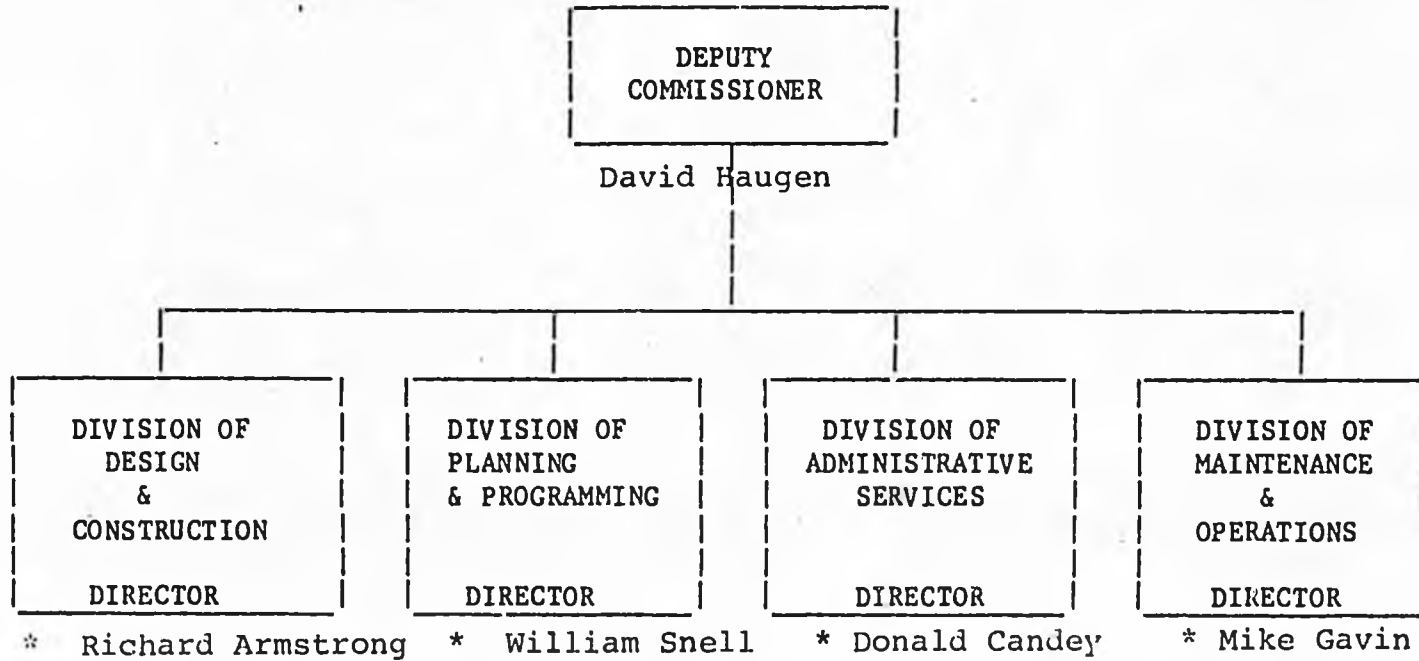 DEPUTY
COMMISSIONER
David Haugen
DIVISION OF
DESIGN
&
CONSTRUCTION
DIRECTOR
* Richard Armstrong
DIVISION OF
PLANNING
& PROGRAMMING
DIRECTOR
* William Snell
DIVISION OF
ADMINISTRATIVE
SERVICES
DIRECTOR
* Donald Candey
DIVISION OF
MAINTENANCE
&
OPERATIONS
DIRECTOR
* Mike Gavin